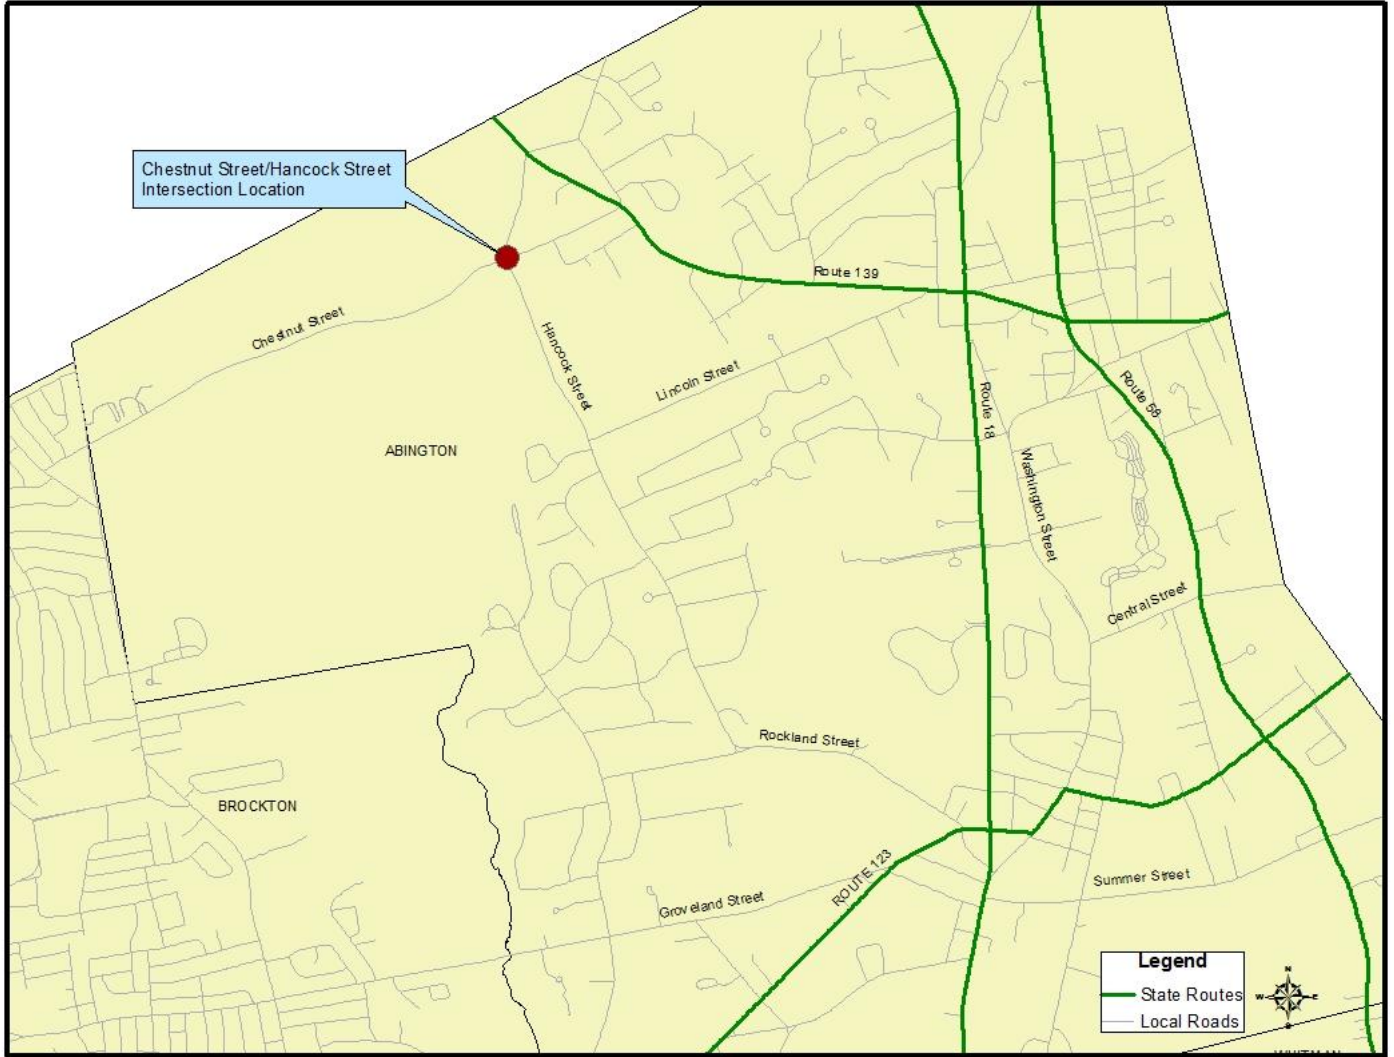 Chestnut Street/Hancock Street
Intersection Location
Route 139
Chestnut Street
Hancock Street
Lincoln Street
Route 18
Route 58
ABINGTON
Washington Street
Central Street
Rockland Street
BROCKTON
ROUTE 123
Summer Street
Groveland Street
Legend
State Routes
Local Roads
N
W
E
S
WHITMAN